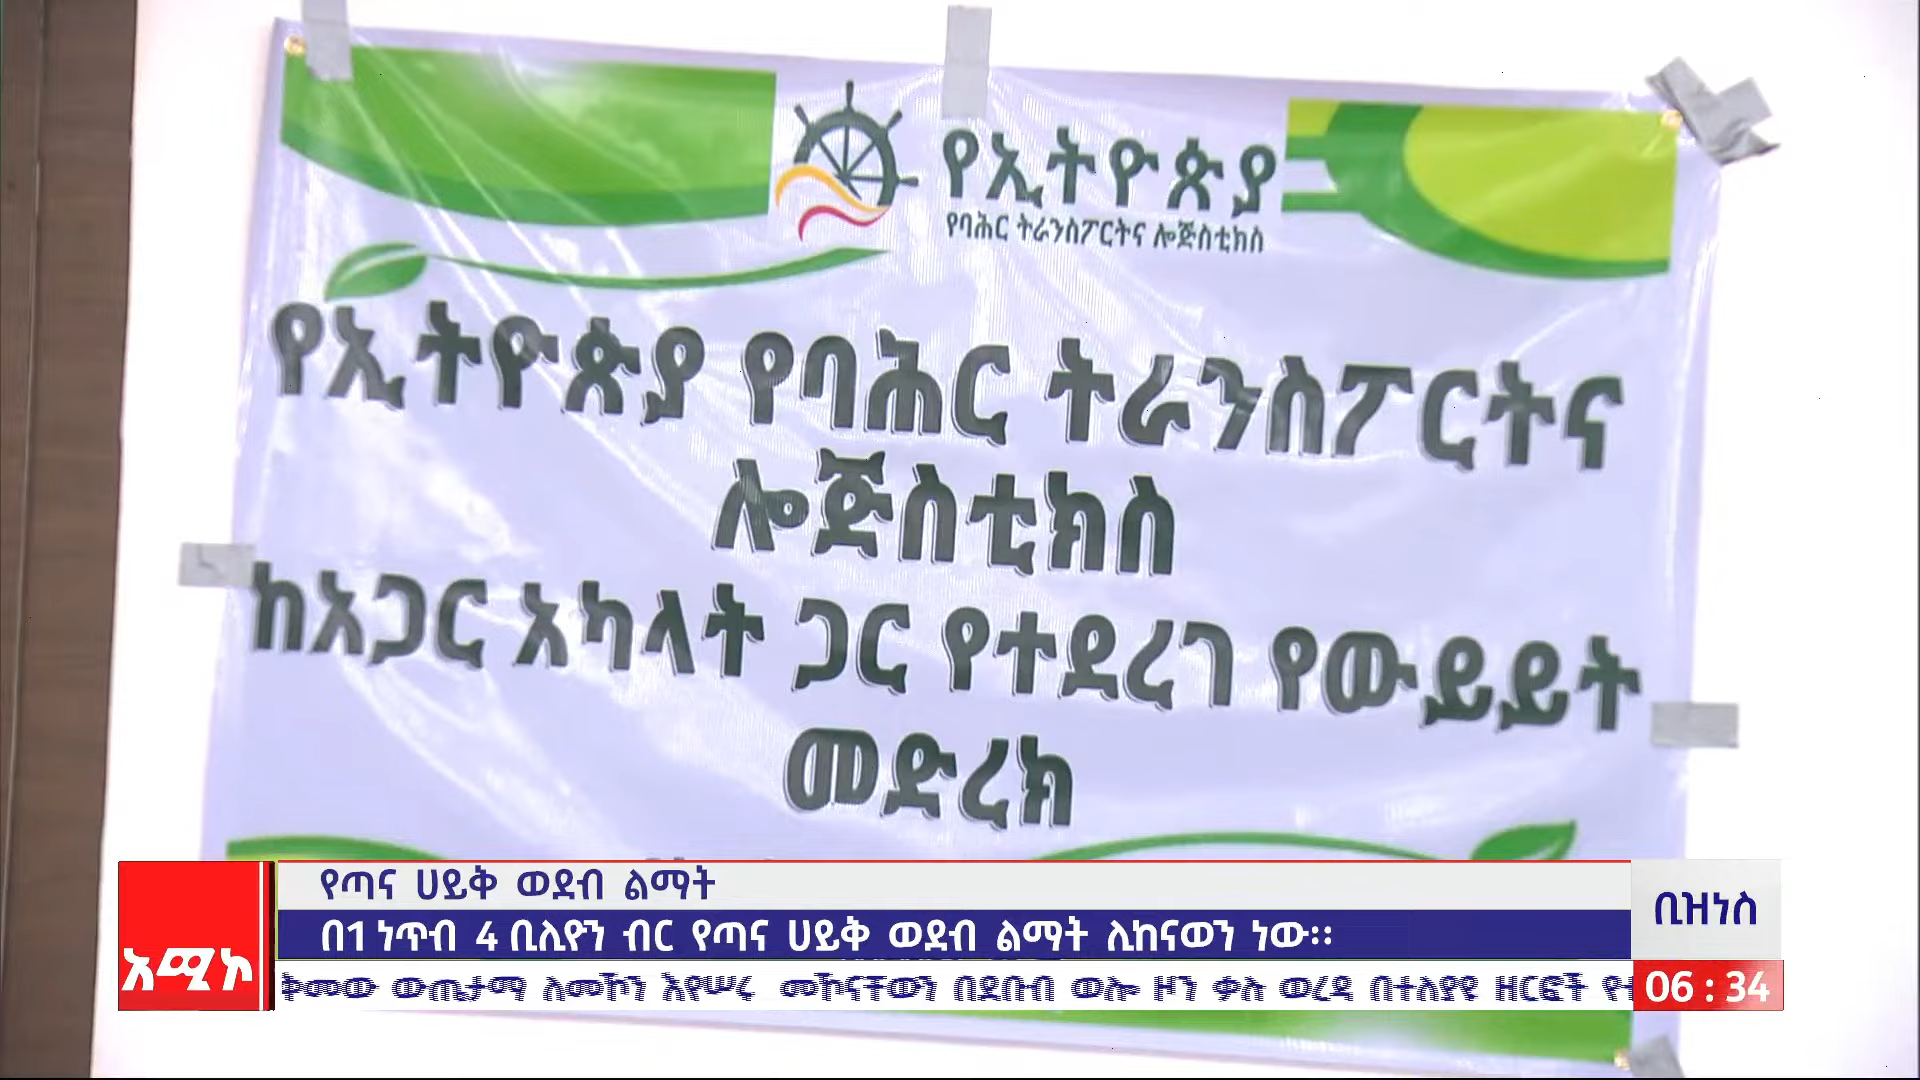 የኢትዮጵያ
የባሕር ትራንስፖርትና ሎጅስቲክስ
የኢትዮጵያ የባሕር ትራንስፖርትና
ሎጅስቲክስ
ከአጋር አካላት ጋር የተደረገ የውይይት
መድረክ
የጣና ሀይቅ ወደብ ልማት
በ1 ነጥብ 4 ቢሊዮን ብር የጣና ሀይቅ ወደብ ልማት ሊከናወን ነው።
ቢዝነስ
አሚኮ
ቅመው ውጤታማ ለመኾን እየሠሩ መኾናቸውን በደቡብ ወሎ ዞን ቃሉ ወረዳ በተለያዩ ዘርፎች
06 : 34